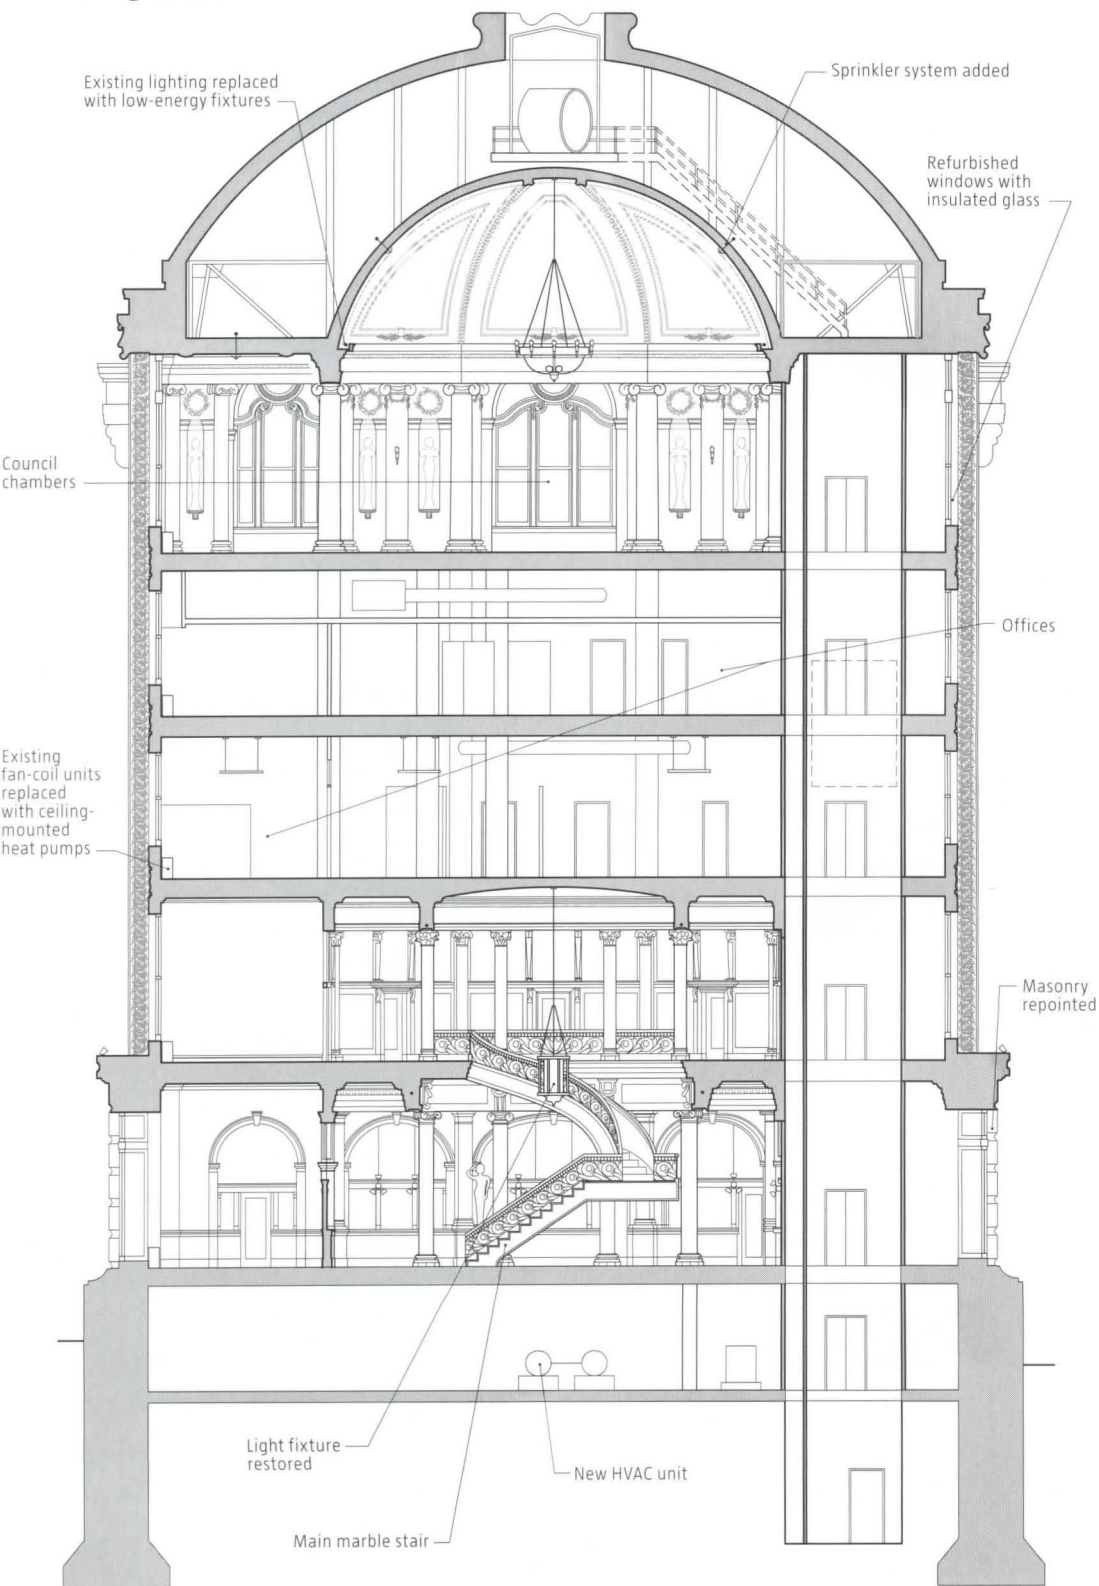 Existing lighting replaced
with low-energy fixtures
Sprinkler system added
Refurbished
windows with
insulated glass
Council
chambers
Offices
Existing
fan-coil units
replaced
with ceiling-
mounted
heat pumps
Masonry
repointed
Light fixture
restored
New HVAC unit
Main marble stair